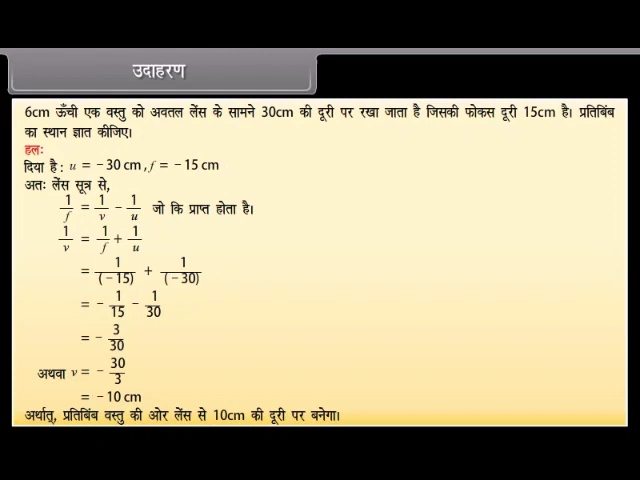 उदाहरण
6cm ऊँची एक वस्तु को अवतल लेंस के सामने 30cm की दूरी पर रखा जाता है जिसकी फोकस दूरी 15cm है। प्रतिबिंब
का स्थान ज्ञात कीजिए।
हलः
दिया है : u = − 30 cm , f = − 15 cm
अतः लेंस सूत्र से,
1/f = 1/v − 1/u जो कि प्राप्त होता है।
1/v = 1/f + 1/u
= 1/(− 15) + 1/(− 30)
= − 1/15 − 1/30
= − 3/30
अथवा v = − 30/3
= − 10 cm
अर्थात्, प्रतिबिंब वस्तु की ओर लेंस से 10cm की दूरी पर बनेगा।